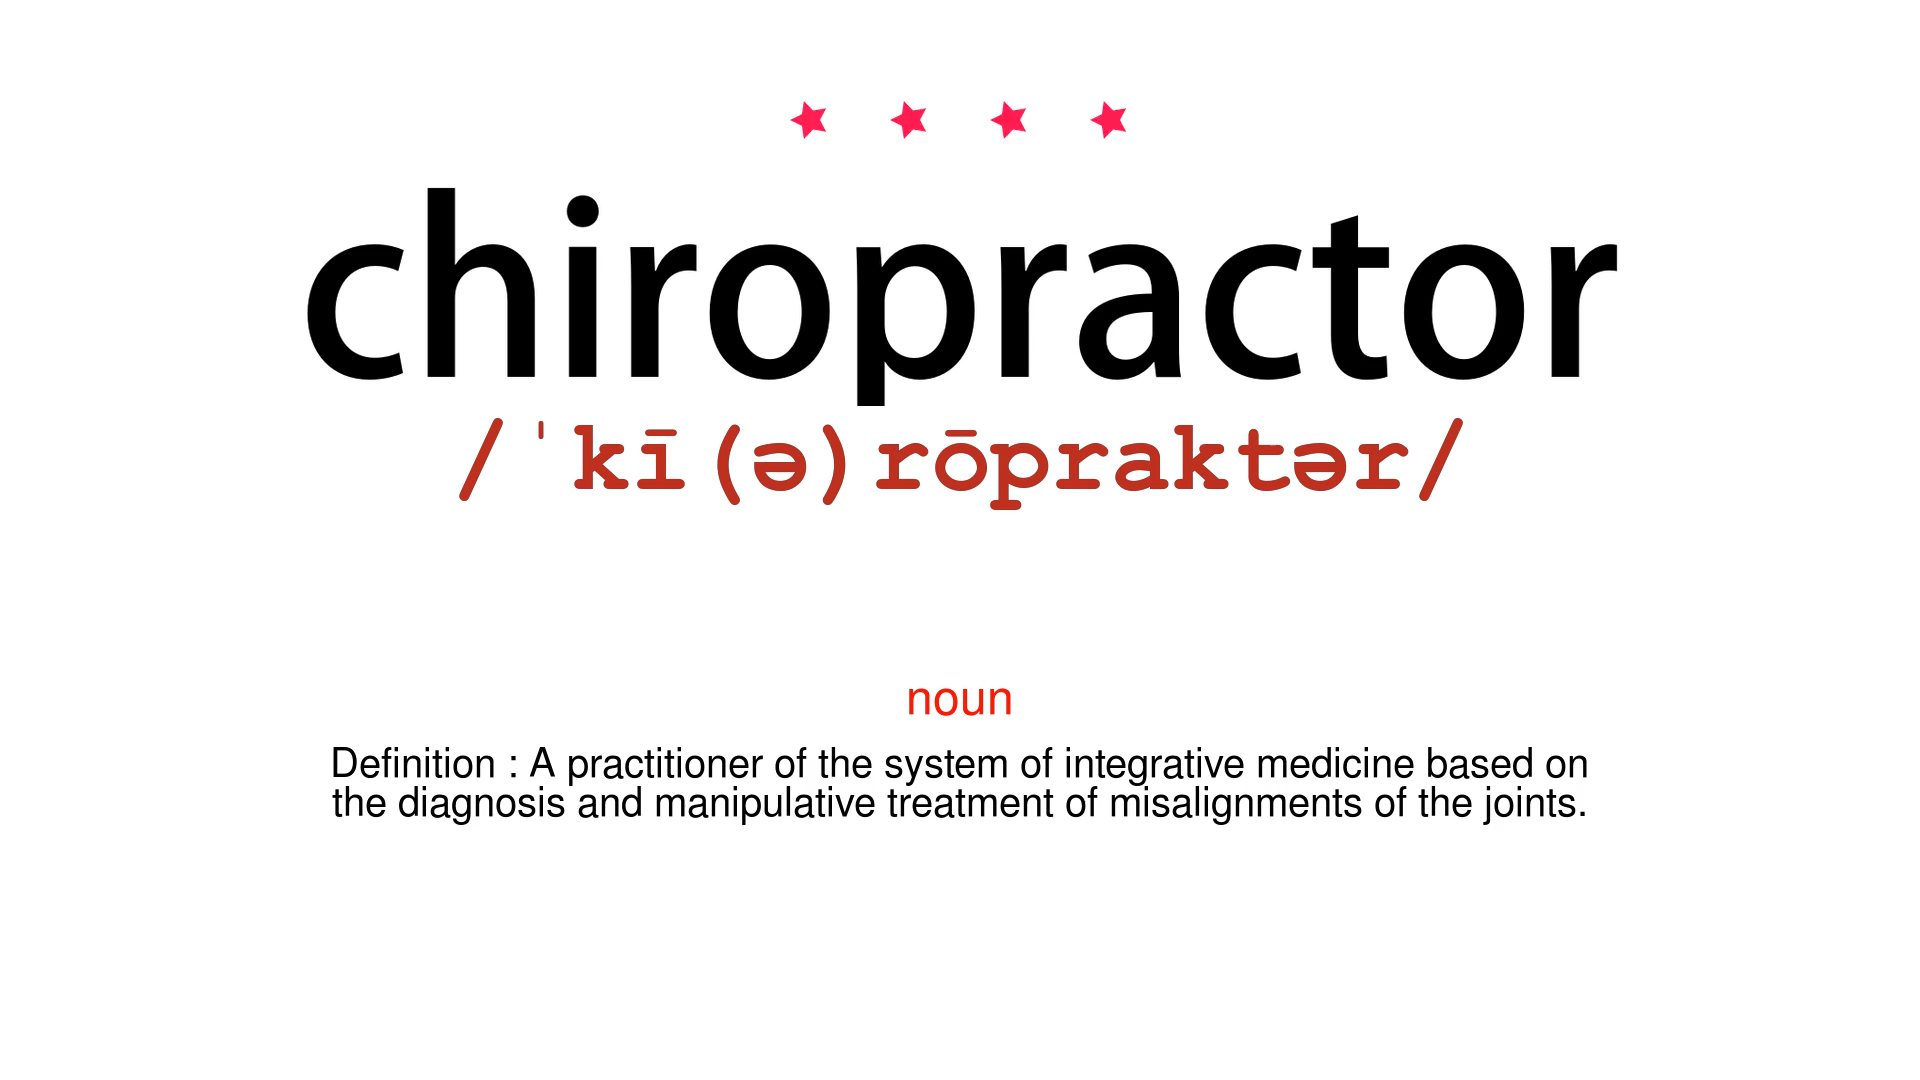 chiropractor
/ˈkī(ə)rōpraktər/
noun
Definition : A practitioner of the system of integrative medicine based on
the diagnosis and manipulative treatment of misalignments of the joints.